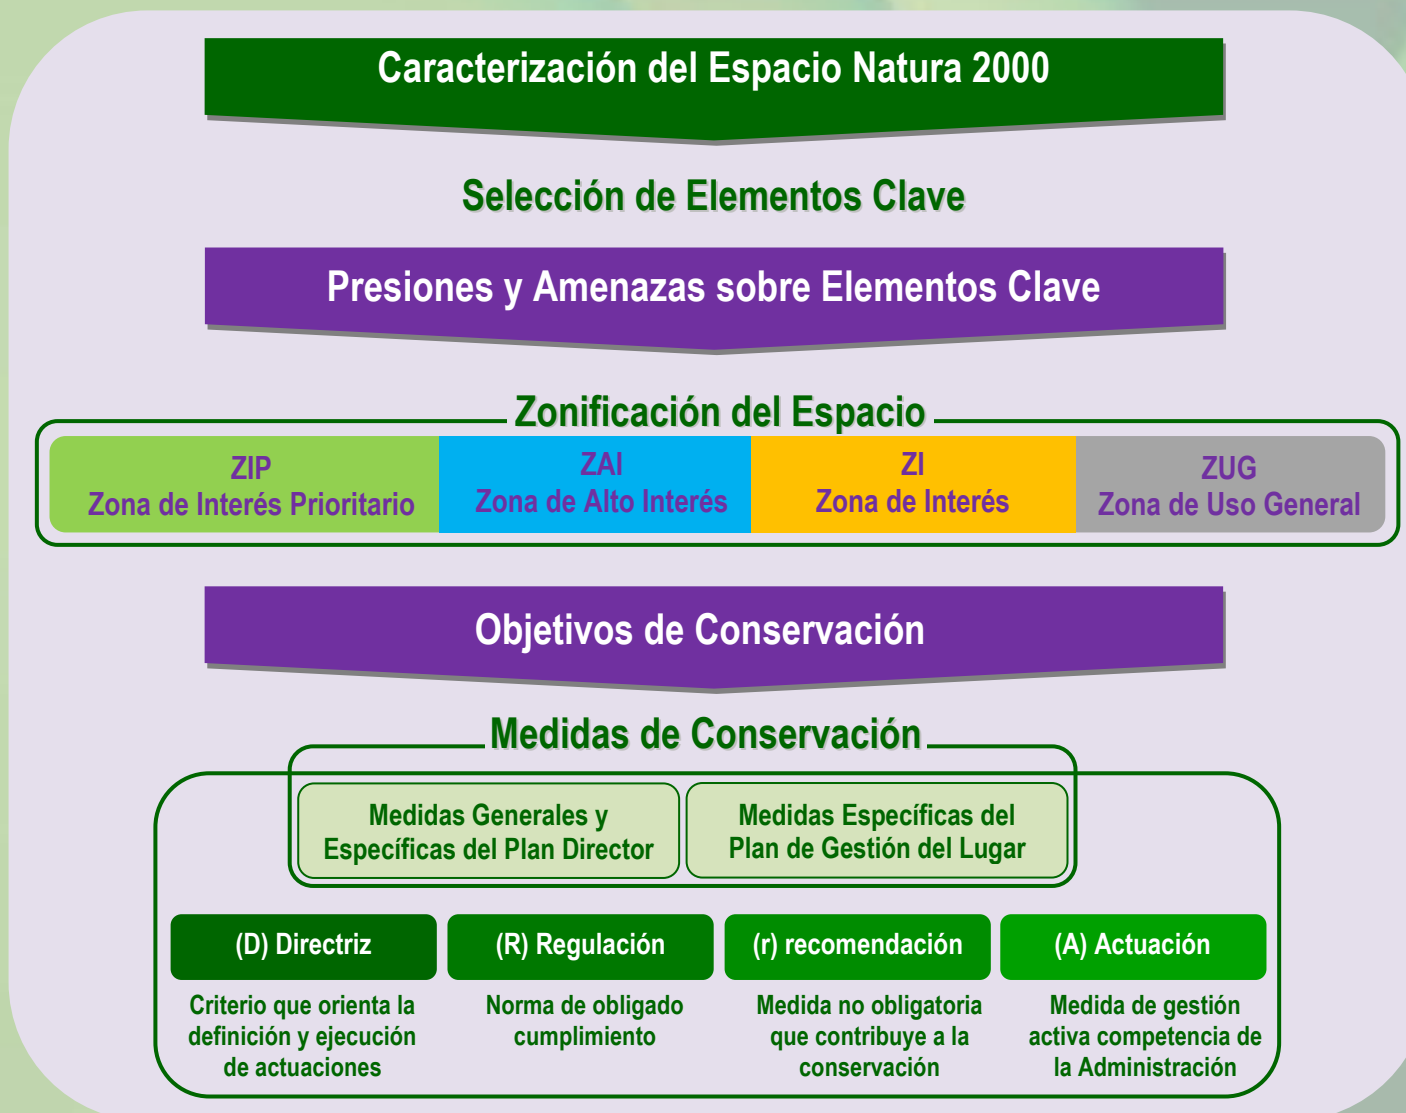 Caracterización del Espacio Natura 2000
Selección de Elementos Clave
Presiones y Amenazas sobre Elementos Clave
Zonificación del Espacio
ZIP
Zona de Interés Prioritario
ZAI
Zona de Alto Interés
ZI
Zona de Interés
ZUG
Zona de Uso General
Objetivos de Conservación
Medidas de Conservación
Medidas Generales y
Específicas del Plan Director
Medidas Específicas del
Plan de Gestión del Lugar
(D) Directriz
Criterio que orienta la
definición y ejecución
de actuaciones
(R) Regulación
Norma de obligado
cumplimiento
(r) recomendación
Medida no obligatoria
que contribuye a la
conservación
(A) Actuación
Medida de gestión
activa competencia de
la Administración